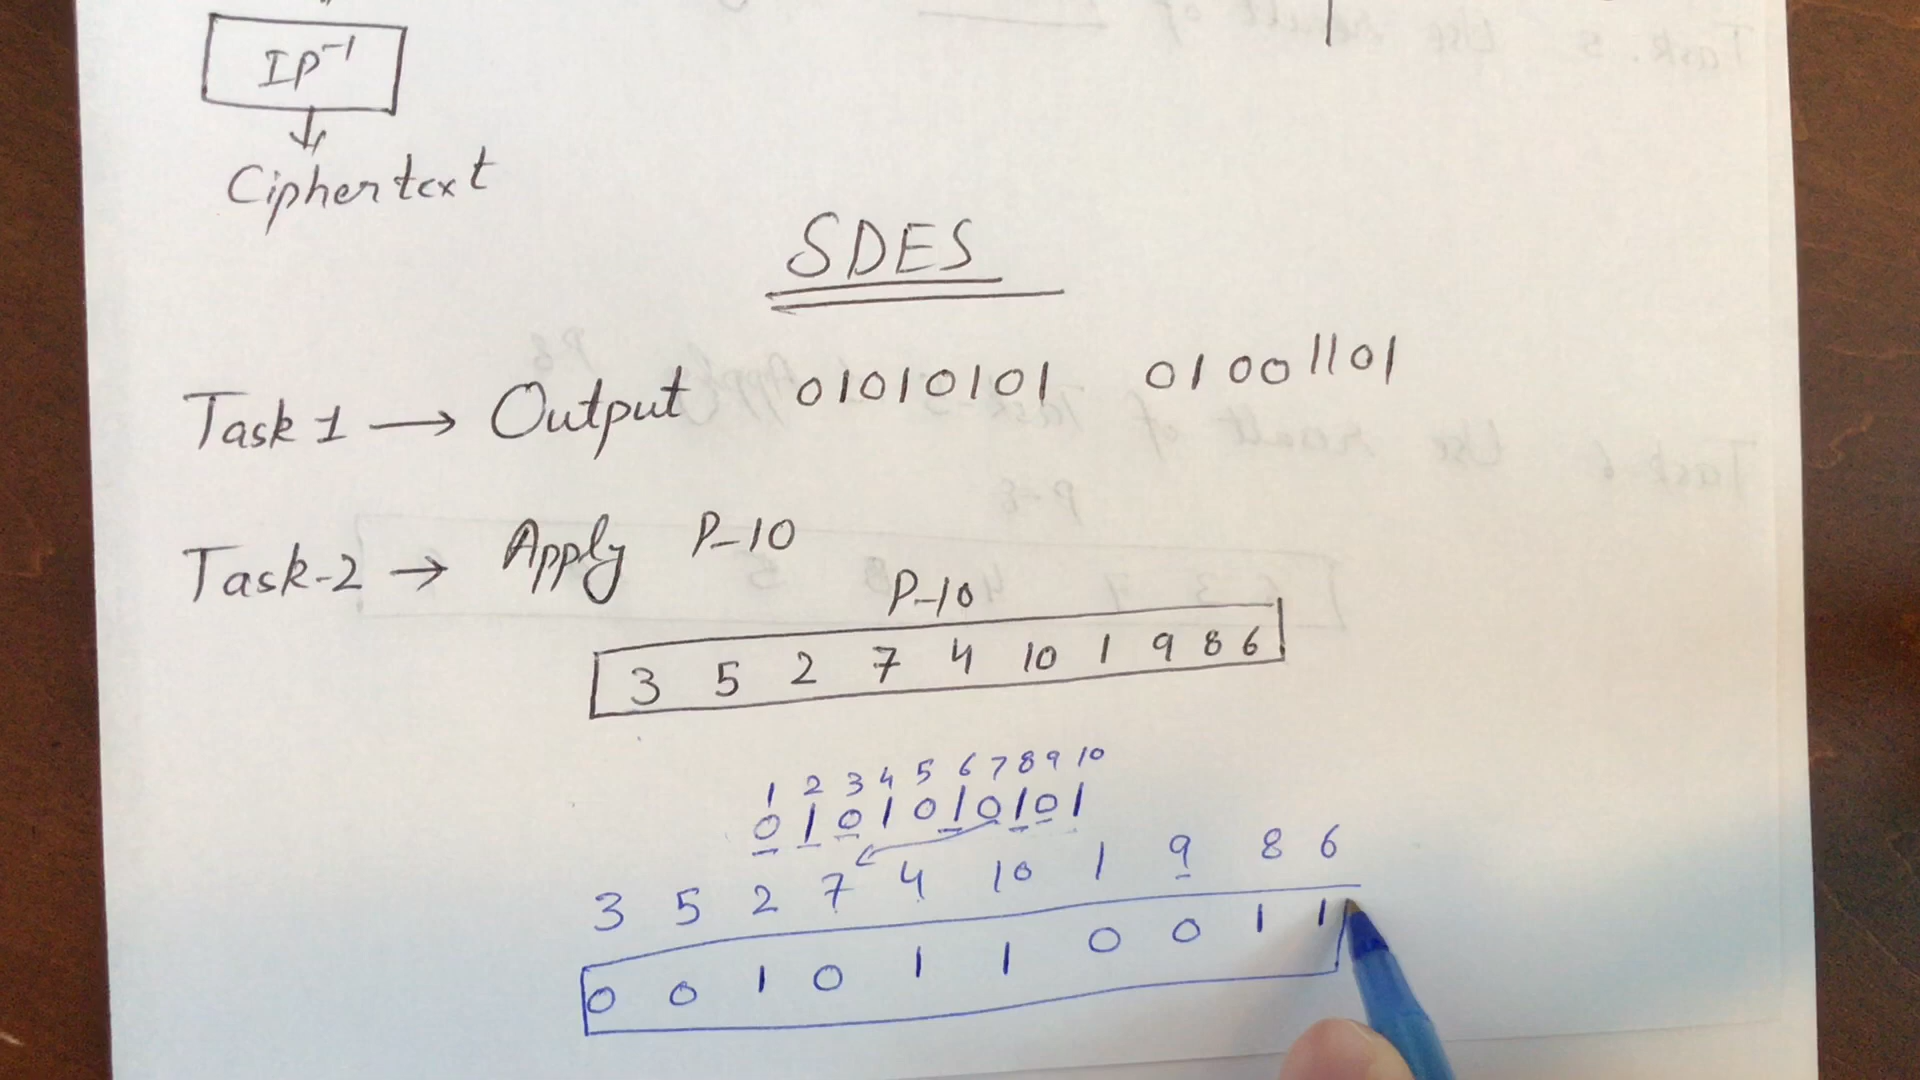 IP⁻¹
Ciphertext
SDES
Task 1 → Output 01010101 01001101
Task-2 → Apply P-10
P-10
3 5 2 7 4 10 1 9 8 6
1 2 3 4 5 6 7 8 9 10
0 1 0 1 0 1 0 1 0 1
3 5 2 7 4 10 1 9 8 6
0 0 1 0 1 1 0 0 1 1